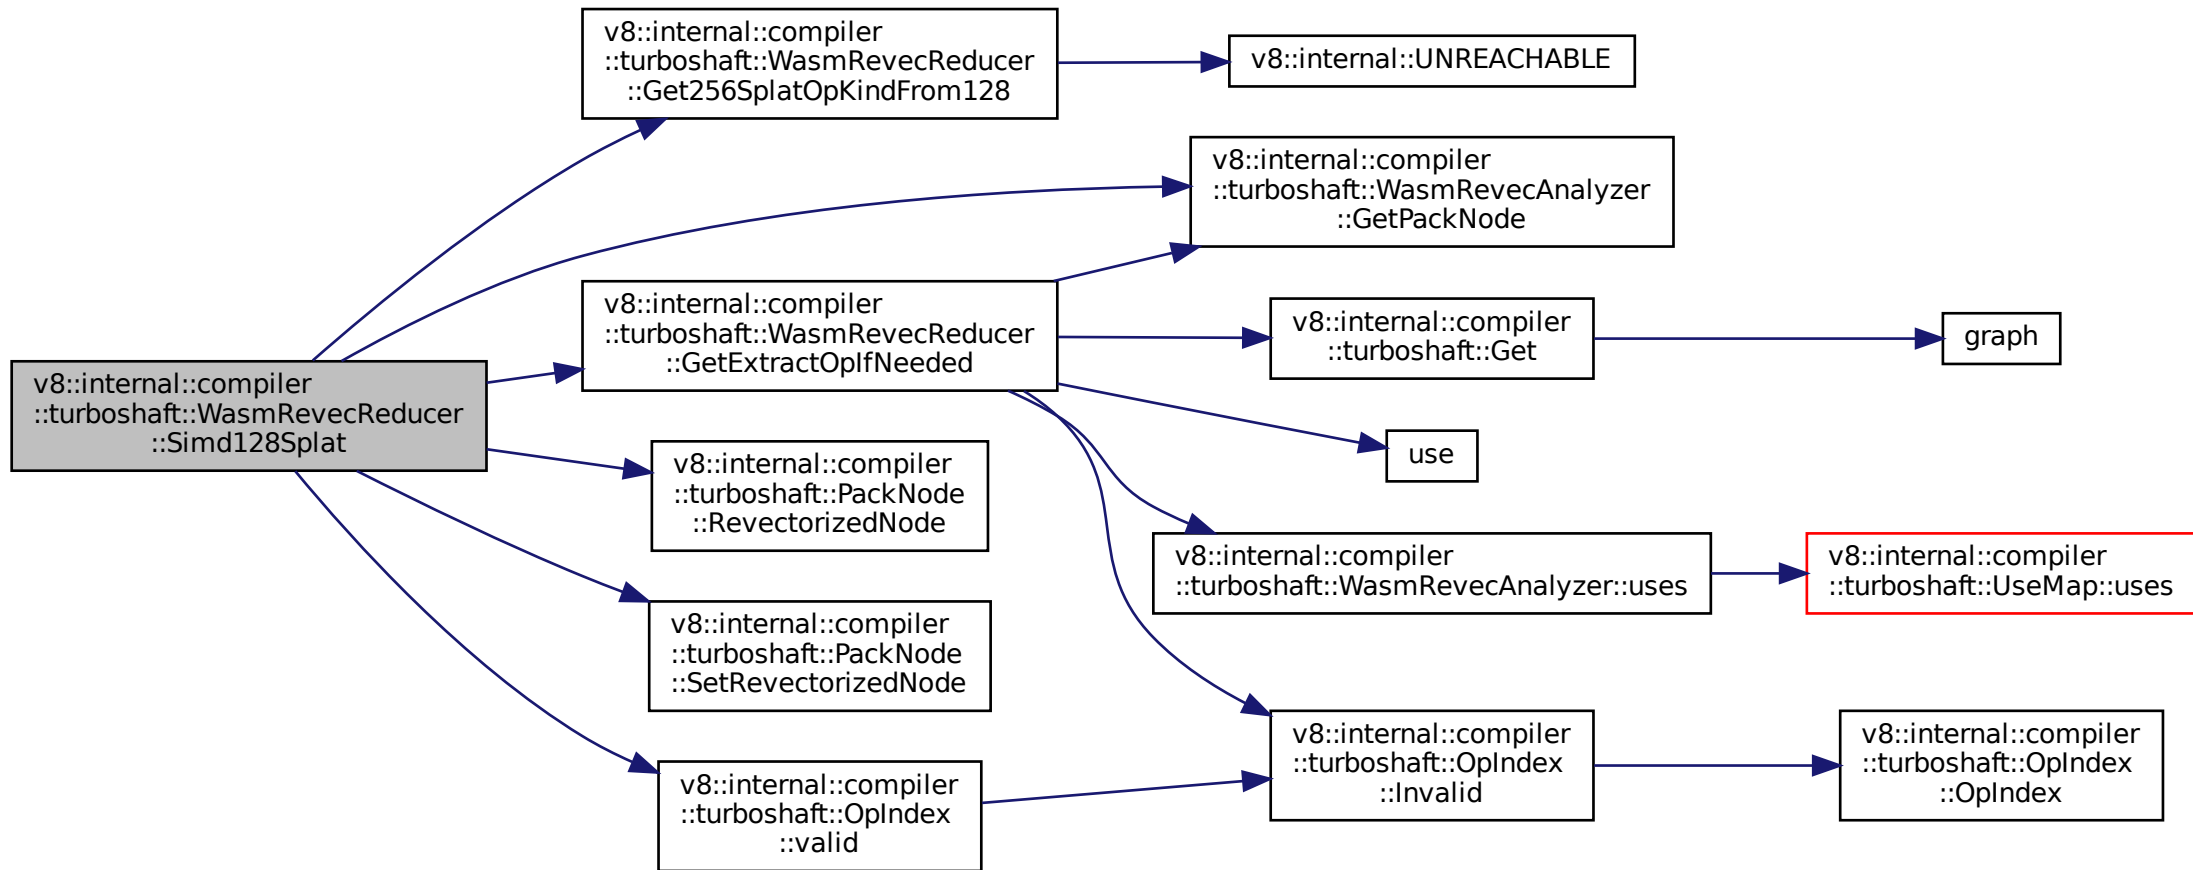 v8::internal::compiler
::turboshaft::WasmRevecReducer
::Simd128Splat
v8::internal::compiler
::turboshaft::WasmRevecReducer
::Get256SplatOpKindFrom128
v8::internal::UNREACHABLE
v8::internal::compiler
::turboshaft::WasmRevecAnalyzer
::GetPackNode
v8::internal::compiler
::turboshaft::WasmRevecReducer
::GetExtractOpIfNeeded
v8::internal::compiler
::turboshaft::Get
graph
use
v8::internal::compiler
::turboshaft::PackNode
::RevectorizedNode
v8::internal::compiler
::turboshaft::WasmRevecAnalyzer::uses
v8::internal::compiler
::turboshaft::UseMap::uses
v8::internal::compiler
::turboshaft::PackNode
::SetRevectorizedNode
v8::internal::compiler
::turboshaft::OpIndex
::valid
v8::internal::compiler
::turboshaft::OpIndex
::Invalid
v8::internal::compiler
::turboshaft::OpIndex
::OpIndex